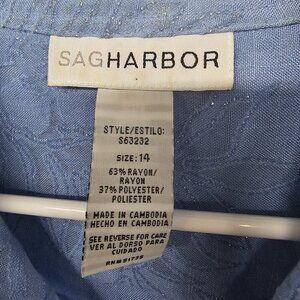 SAGHARBOR
STYLE/ESTILO:
S63232
SIZE: 14
63% RAYON/
RAYON
37% POLYESTER/
POLIESTER
MADE IN CAMBODIA
HECHO EN CAMBODIA
SEE REVERSE FOR CARE
VER AL DORSO PARA
CUIDADO